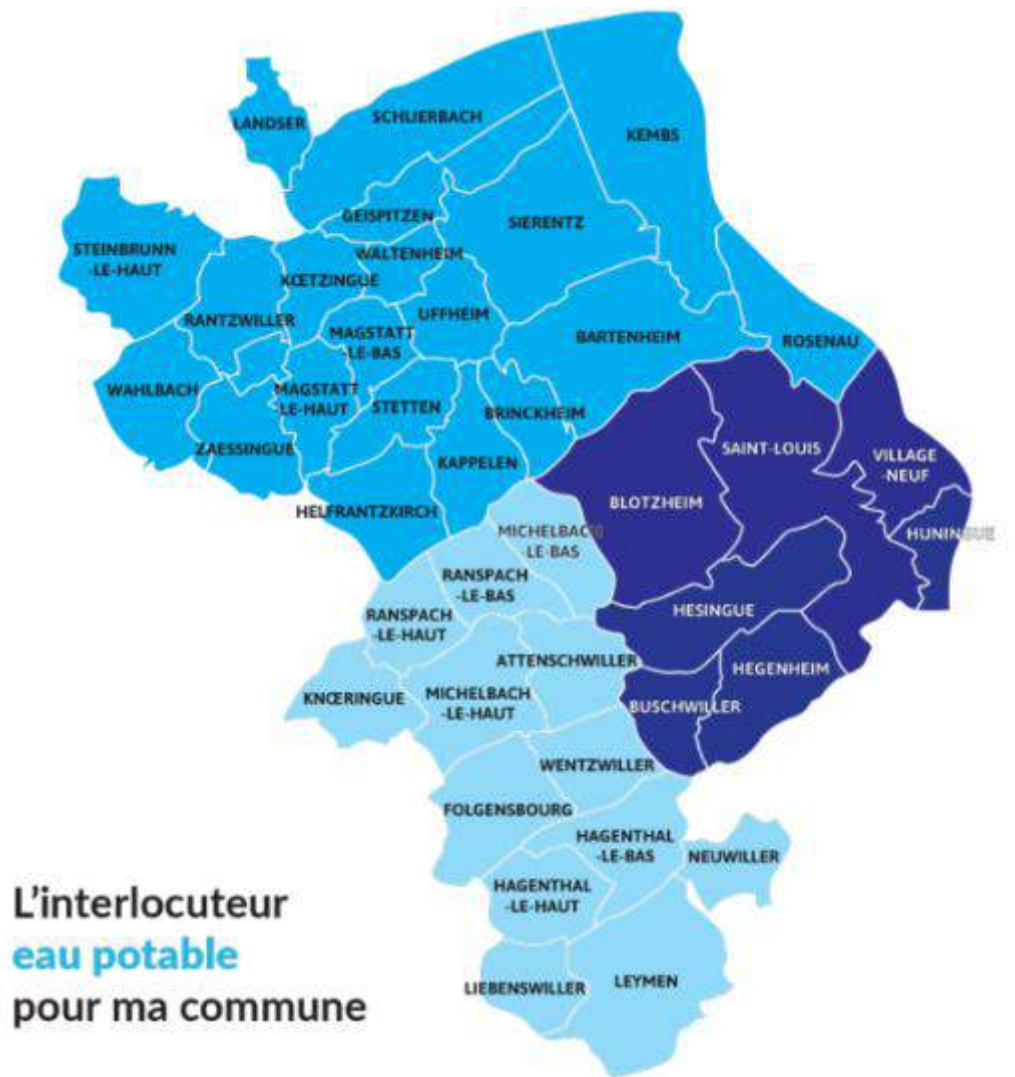 LANDSER
SCHLIERBACH
KEMBS
GEISPITZEN
SIERENTZ
STEINBRUNN
-LE-HAUT
WALTENHEIM
KŒTZINGUE
UFFHEIM
RANTZWILLER
MAGSTATT
-LE-BAS
BARTENHEIM
ROSENAU
WAHLBACH
MAGSTATT
-LE-HAUT
STETTEN
BRINCKHEIM
ZAESSINGUE
KAPPELEN
SAINT-LOUIS
VILLAGE
-NEUF
BLOTZHEIM
HELFRANTZKIRCH
MICHELBACH
-LE-BAS
HUNINGUE
RANSPACH
-LE-BAS
HESINGUE
RANSPACH
-LE-HAUT
ATTENSCHWILLER
HEGENHEIM
KNŒRINGUE
MICHELBACH
-LE-HAUT
BUSCHWILLER
WENTZWILLER
FOLGENSBOURG
HAGENTHAL
-LE-BAS
NEUWILLER
HAGENTHAL
-LE-HAUT
LIEBENSWILLER
LEYMEN
L'interlocuteur
eau potable
pour ma commune